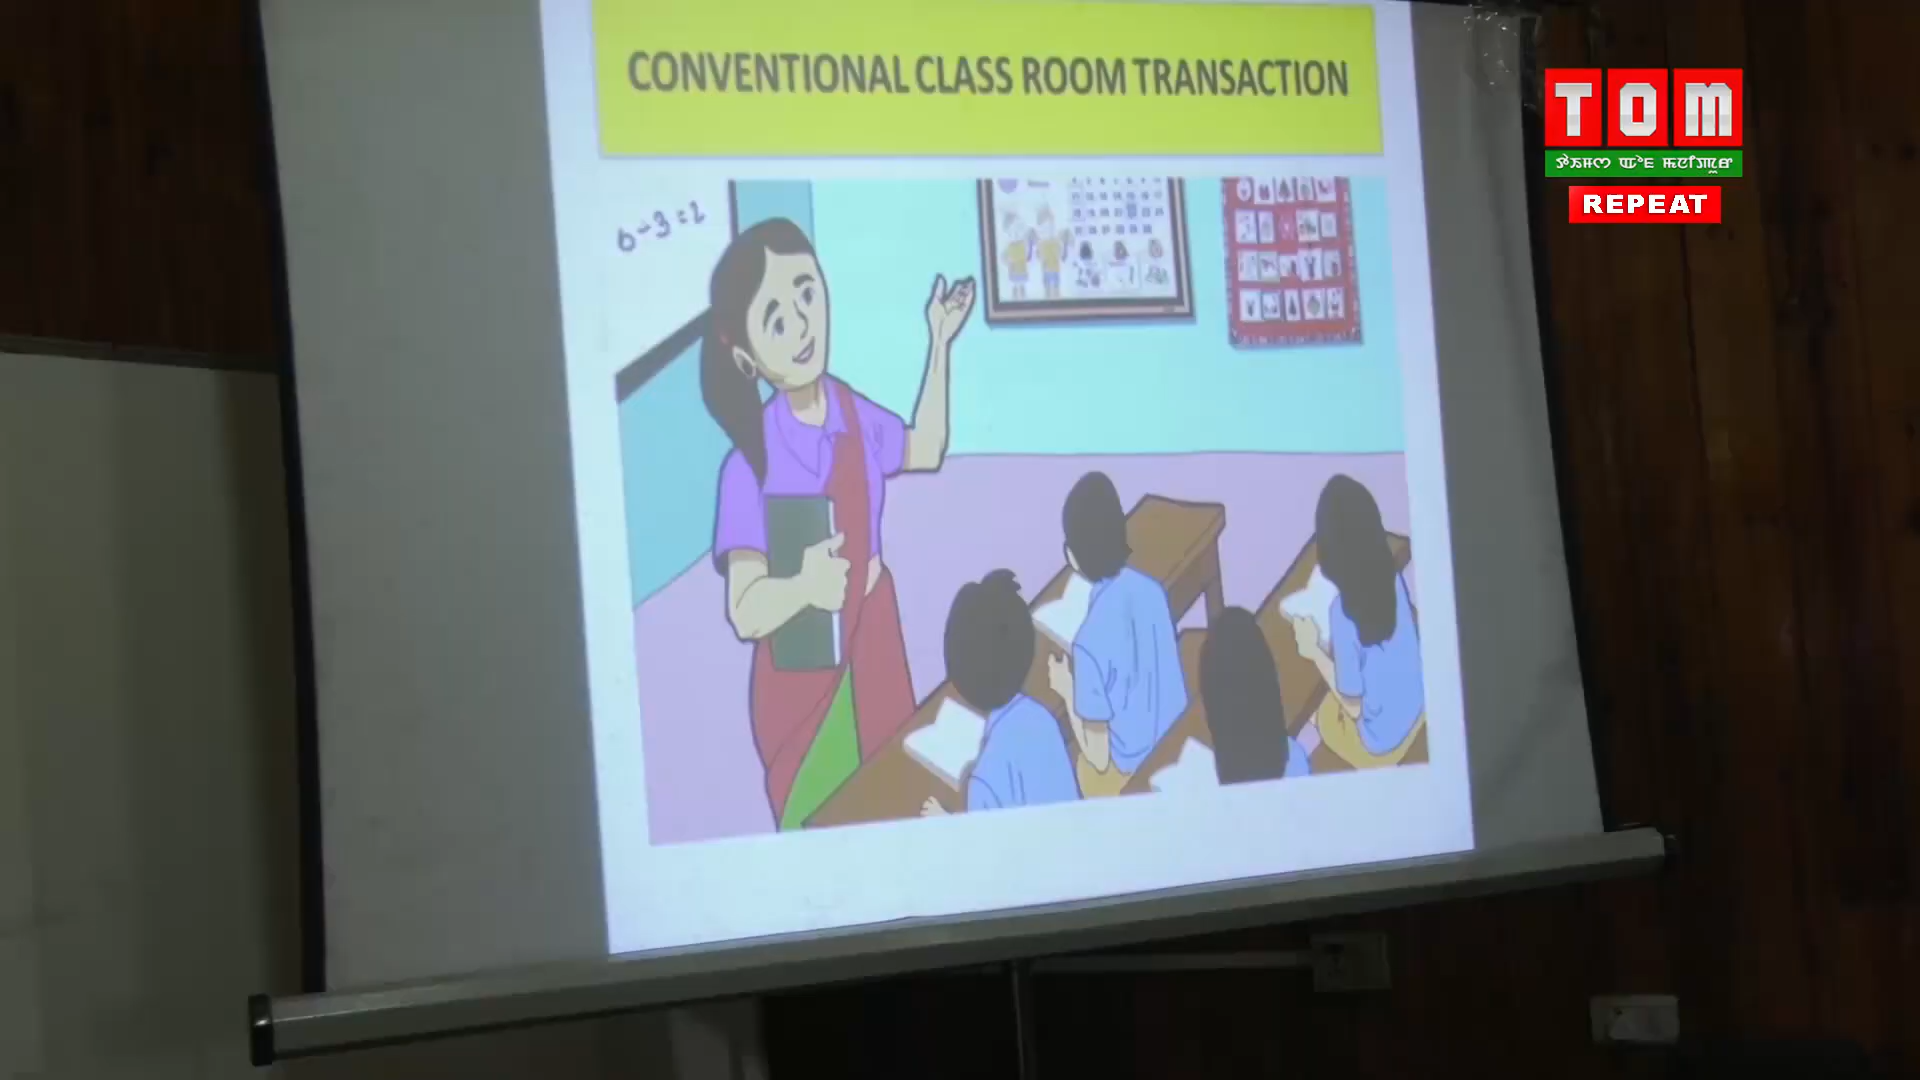 CONVENTIONAL CLASS ROOM TRANSACTION
6-3=2
TOM
REPEAT